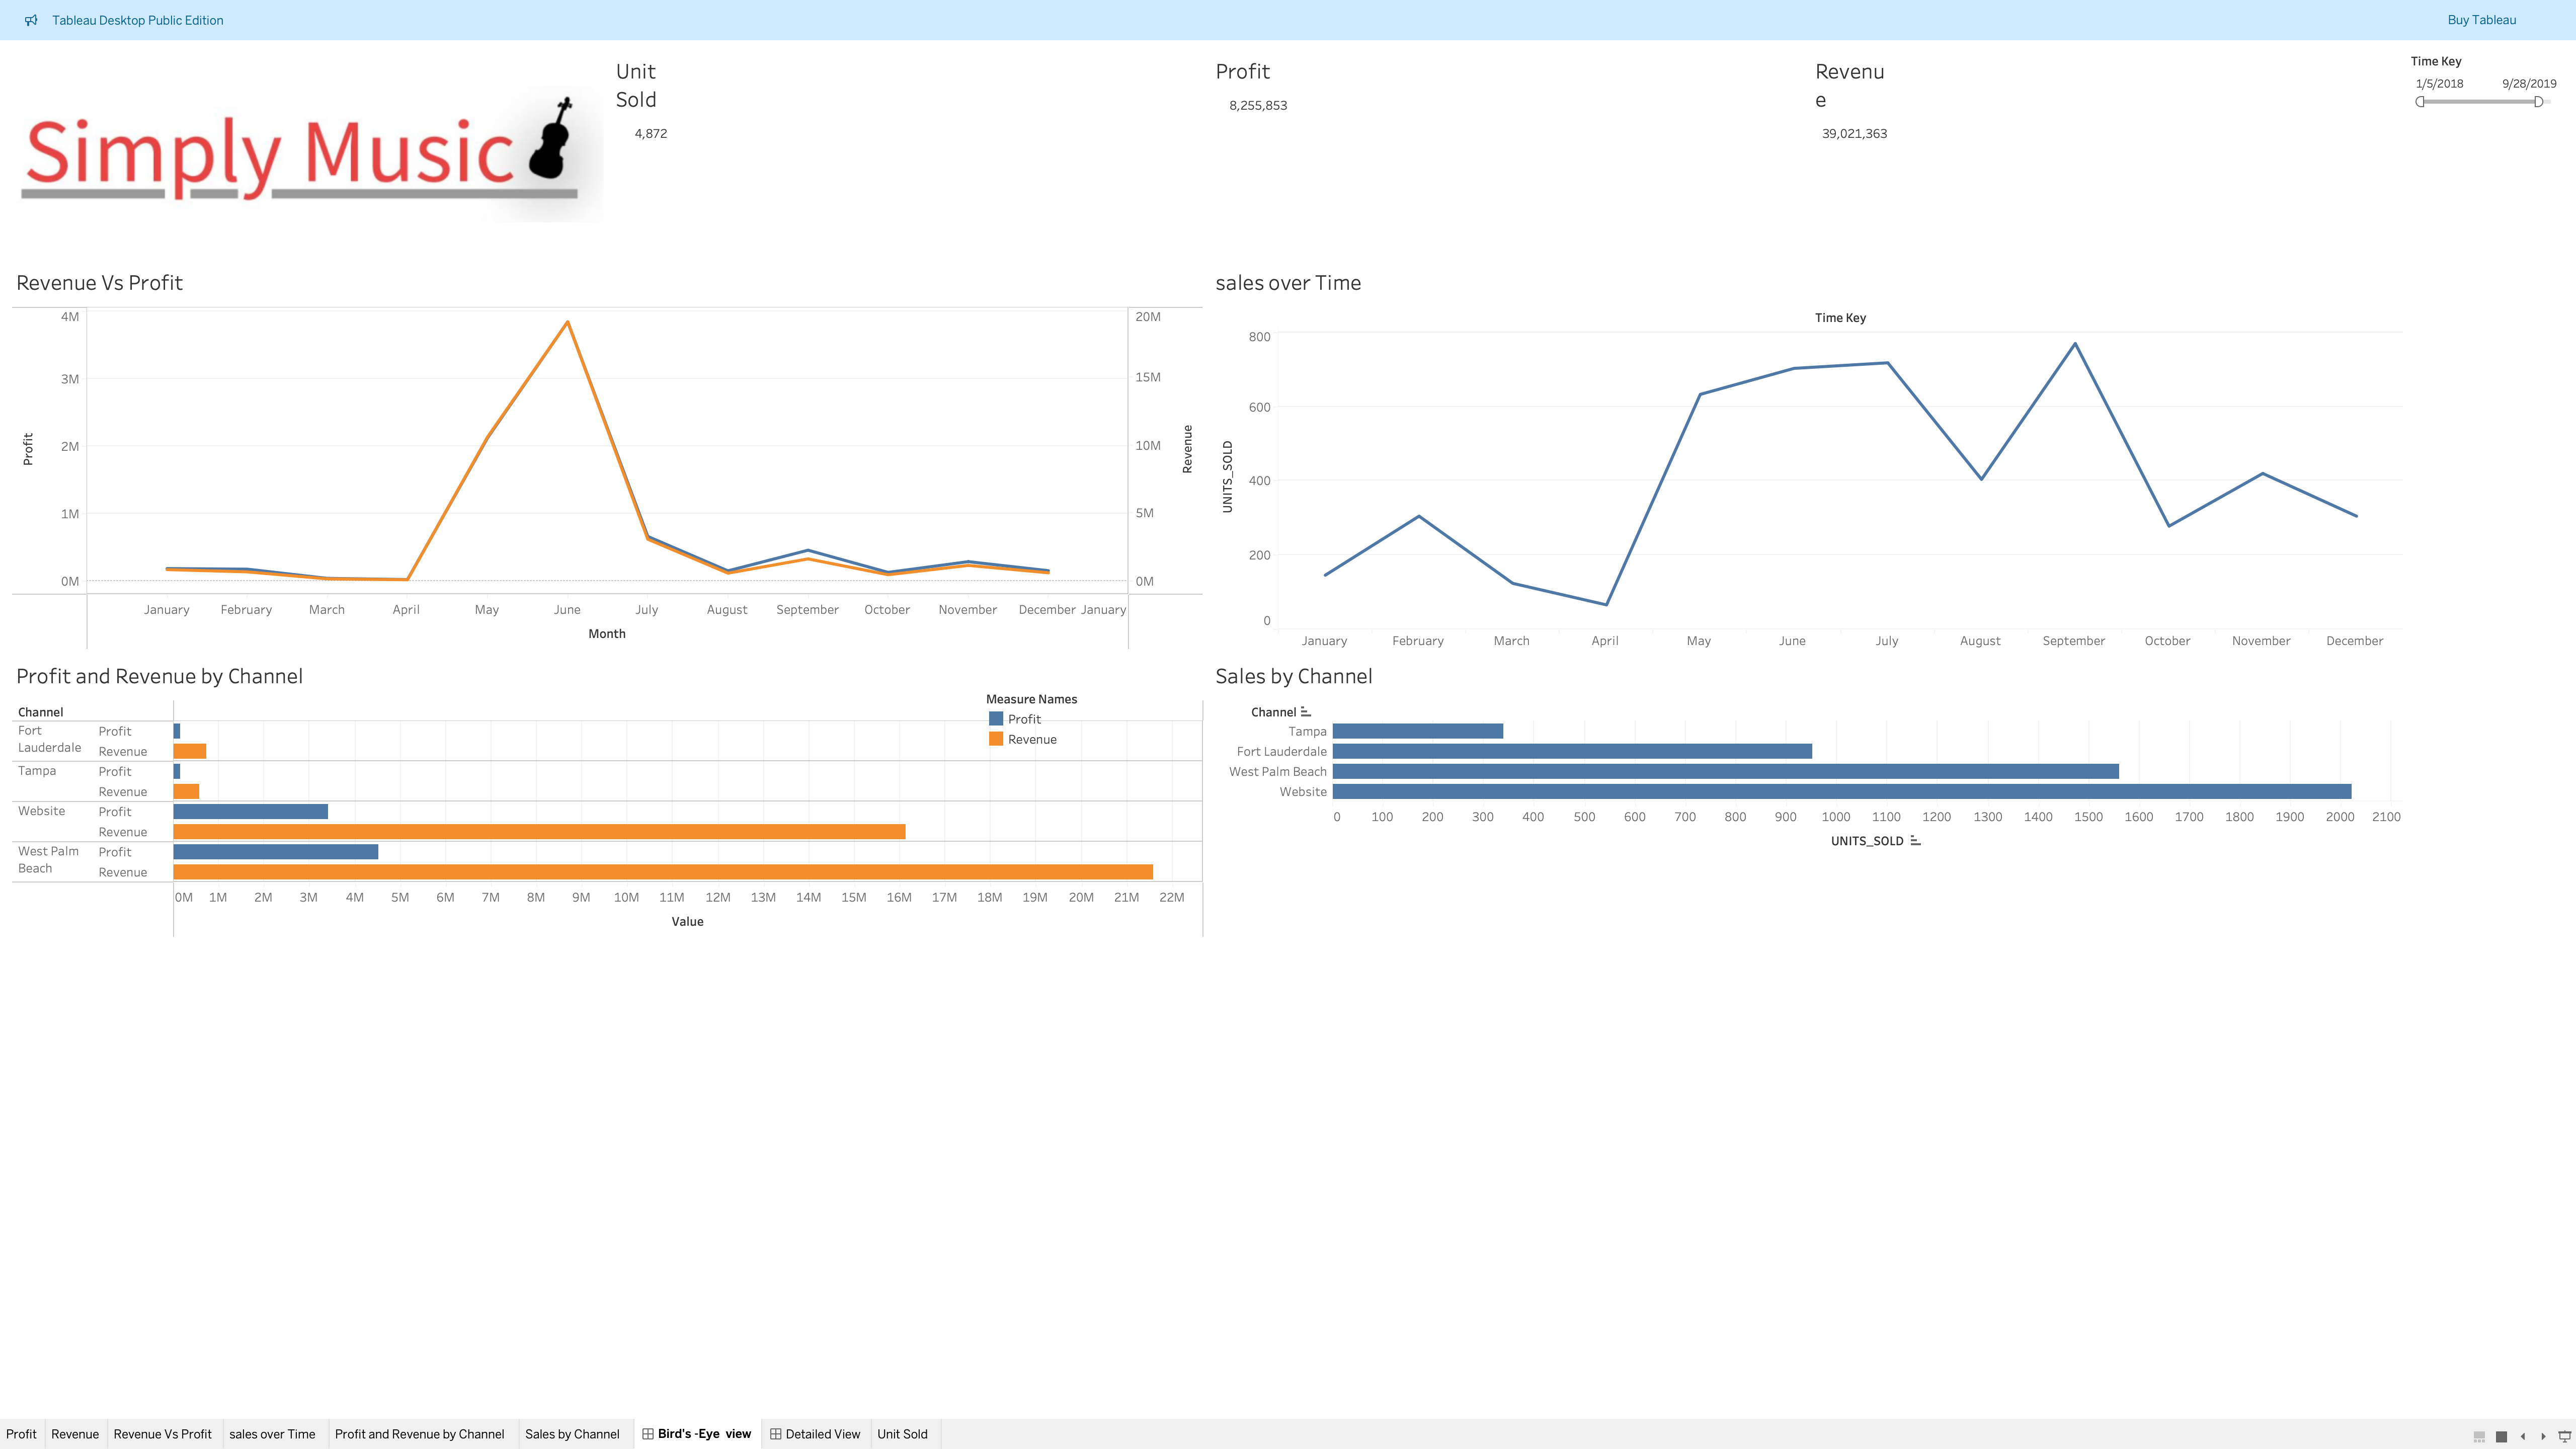 Tableau Desktop Public Edition
Buy Tableau
Simply Music
Unit
Sold
4,872
Profit
8,255,853
Revenu
e
39,021,363
Time Key
1/5/2018 9/28/2019
Revenue Vs Profit
4M
3M
2M
1M
0M
Profit
20M
15M
10M
5M
0M
Revenue
January February March April May June July August September October November December January
Month
sales over Time
Time Key
800
600
400
200
0
UNITS_SOLD
January February March April May June July August September October November December
Profit and Revenue by Channel
Measure Names
Profit
Revenue
Channel
Fort
Lauderdale
Profit
Revenue
Tampa
Profit
Revenue
Website
Profit
Revenue
West Palm
Beach
Profit
Revenue
0M 1M 2M 3M 4M 5M 6M 7M 8M 9M 10M 11M 12M 13M 14M 15M 16M 17M 18M 19M 20M 21M 22M
Value
Sales by Channel
Channel
Tampa
Fort Lauderdale
West Palm Beach
Website
0 100 200 300 400 500 600 700 800 900 1000 1100 1200 1300 1400 1500 1600 1700 1800 1900 2000 2100
UNITS_SOLD
Profit Revenue Revenue Vs Profit sales over Time Profit and Revenue by Channel Sales by Channel Bird's -Eye view Detailed View Unit Sold